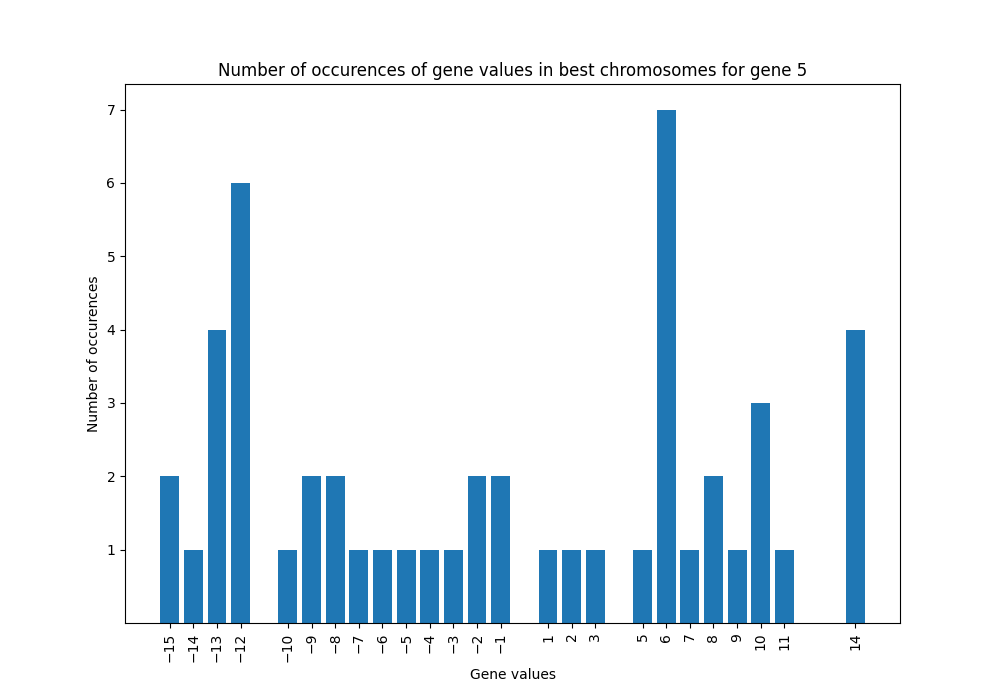 Number of occurences of gene values in best chromosomes for gene 5
7
6
5
4
3
2
1
Number of occurences
−15 −14 −13 −12 −10 −9 −8 −7 −6 −5 −4 −3 −2 −1 1 2 3 5 6 7 8 9 10 11 14
Gene values